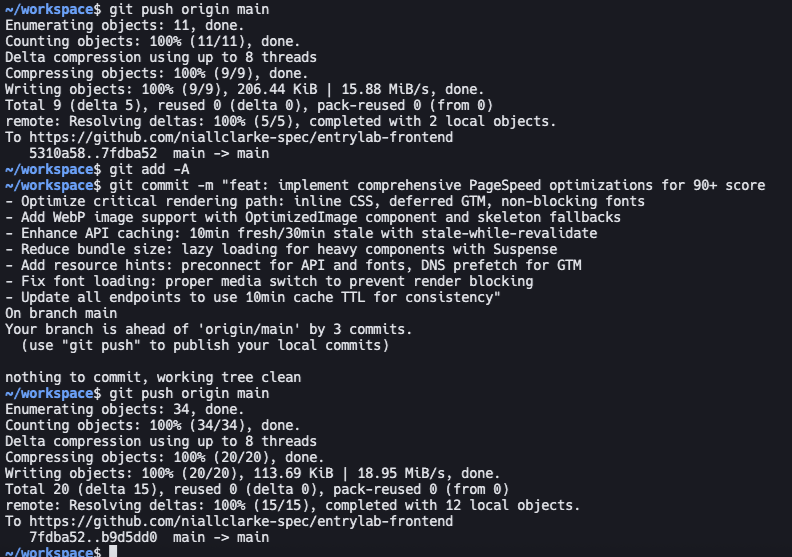 ~/workspace$ git push origin main
Enumerating objects: 11, done.
Counting objects: 100% (11/11), done.
Delta compression using up to 8 threads
Compressing objects: 100% (9/9), done.
Writing objects: 100% (9/9), 206.44 KiB | 15.88 MiB/s, done.
Total 9 (delta 5), reused 0 (delta 0), pack-reused 0 (from 0)
remote: Resolving deltas: 100% (5/5), completed with 2 local objects.
To https://github.com/niallclarke-spec/entrylab-frontend
   5310a58..7fdba52  main -> main
~/workspace$ git add -A
~/workspace$ git commit -m "feat: implement comprehensive PageSpeed optimizations for 90+ score
- Optimize critical rendering path: inline CSS, deferred GTM, non-blocking fonts
- Add WebP image support with OptimizedImage component and skeleton fallbacks
- Enhance API caching: 10min fresh/30min stale with stale-while-revalidate
- Reduce bundle size: lazy loading for heavy components with Suspense
- Add resource hints: preconnect for API and fonts, DNS prefetch for GTM
- Fix font loading: proper media switch to prevent render blocking
- Update all endpoints to use 10min cache TTL for consistency"
On branch main
Your branch is ahead of 'origin/main' by 3 commits.
  (use "git push" to publish your local commits)

nothing to commit, working tree clean
~/workspace$ git push origin main
Enumerating objects: 34, done.
Counting objects: 100% (34/34), done.
Delta compression using up to 8 threads
Compressing objects: 100% (20/20), done.
Writing objects: 100% (20/20), 113.69 KiB | 18.95 MiB/s, done.
Total 20 (delta 15), reused 0 (delta 0), pack-reused 0 (from 0)
remote: Resolving deltas: 100% (15/15), completed with 12 local objects.
To https://github.com/niallclarke-spec/entrylab-frontend
   7fdba52..b9d5dd0  main -> main
~/workspace$